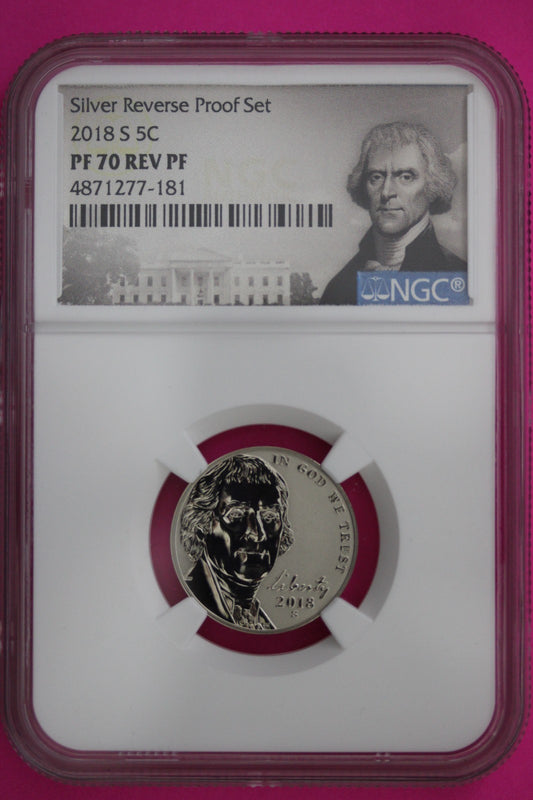 Silver Reverse Proof Set
2018 S 5C
PF 70 REV PF
4871277-181
NGC
NGC®
IN GOD WE TRUST
Liberty
2018
S